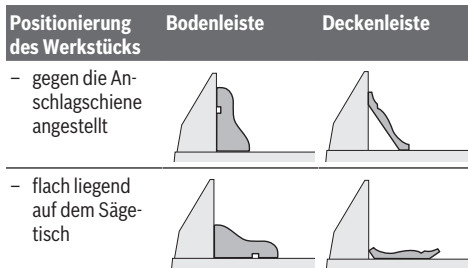 Positionierung des Werkstücks Bodenleiste Deckenleiste
– gegen die An-
schlagschiene
angestellt
– flach liegend
auf dem Säge-
tisch